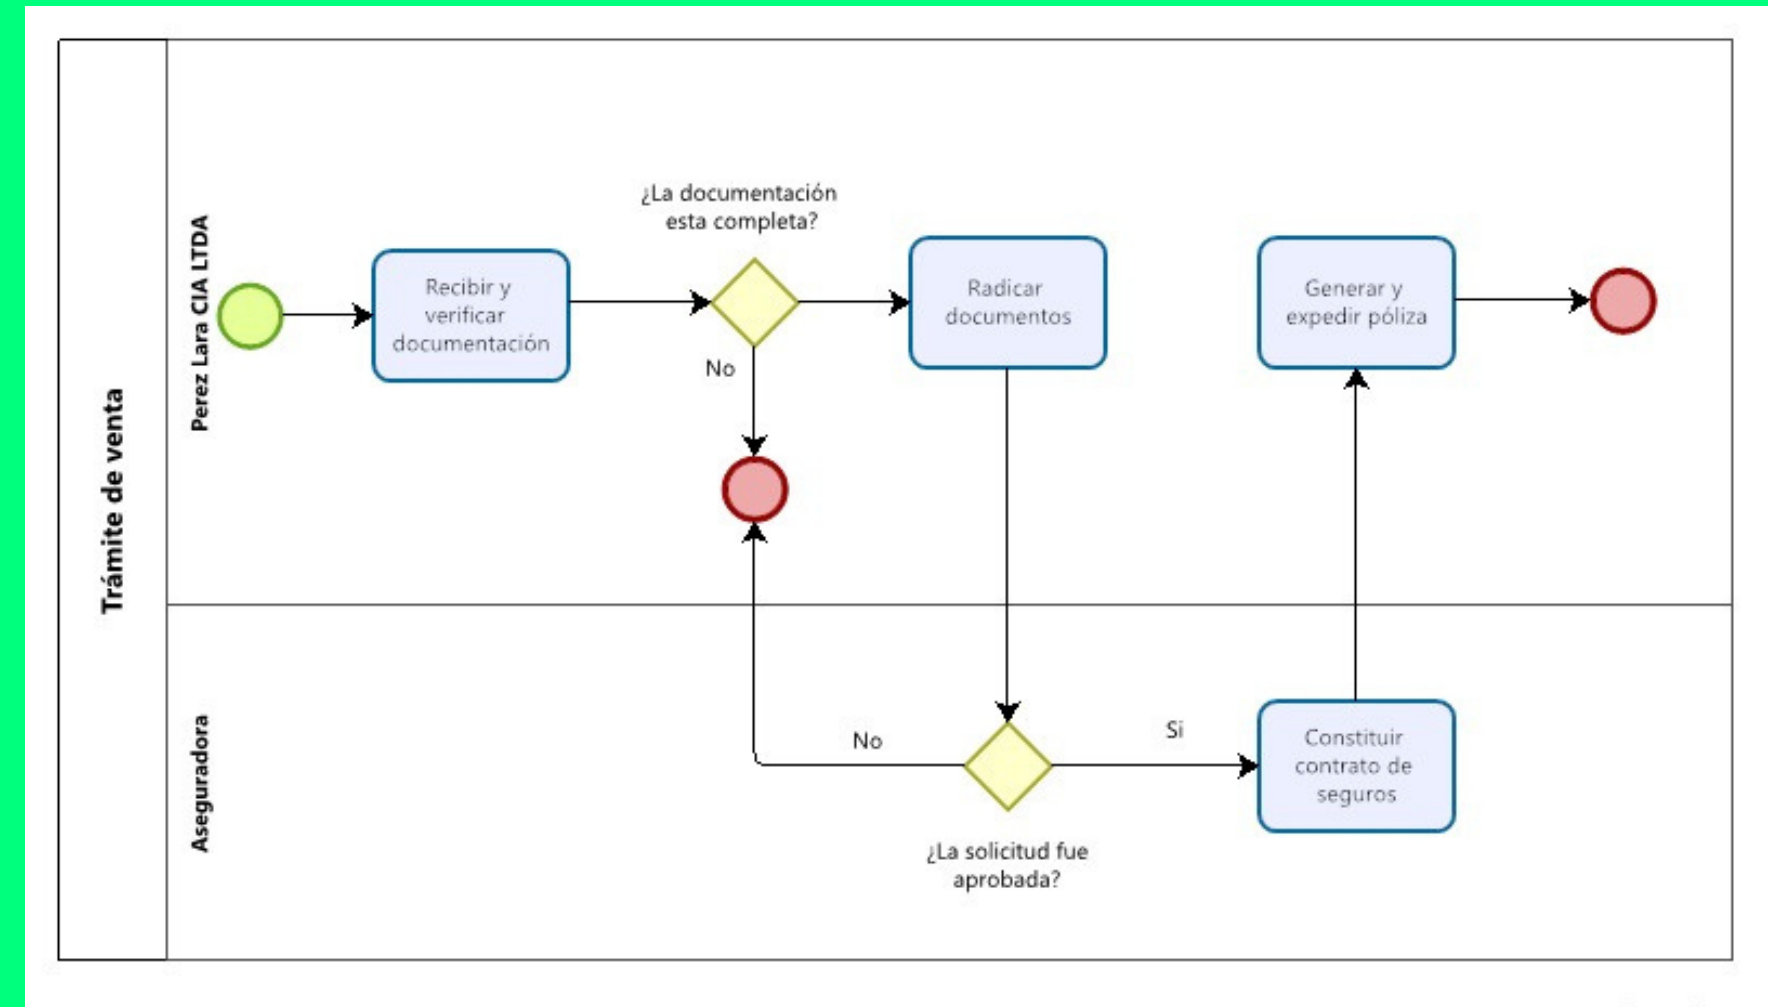 Trámite de venta
Perez Lara CIA LTDA
¿La documentación
esta completa?
Recibir y
verificar
documentación
Radicar
documentos
Generar y
expedir póliza
No
Aseguradora
No
Si
Constituir
contrato de
seguros
¿La solicitud fue
aprobada?